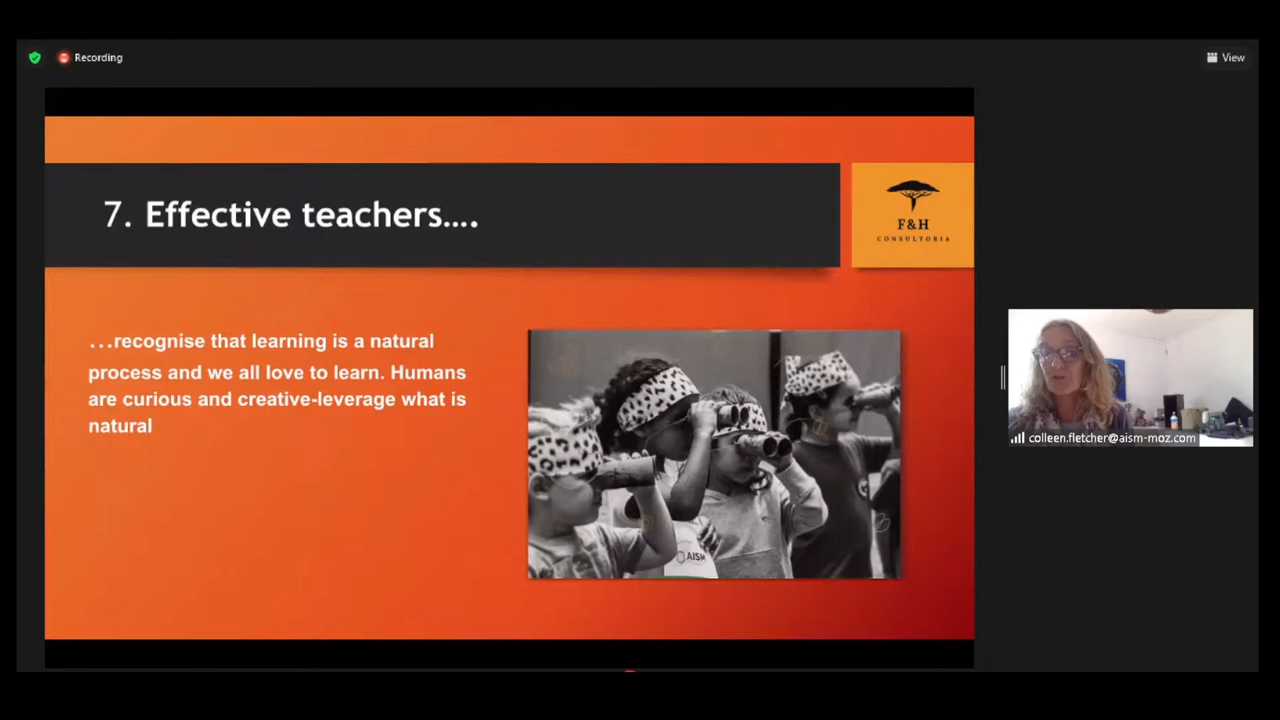 Recording
View
7. Effective teachers....
F&H
CONSULTORIA
...recognise that learning is a natural
process and we all love to learn. Humans
are curious and creative-leverage what is
natural
AISM
colleen.fletcher@aism-moz.com